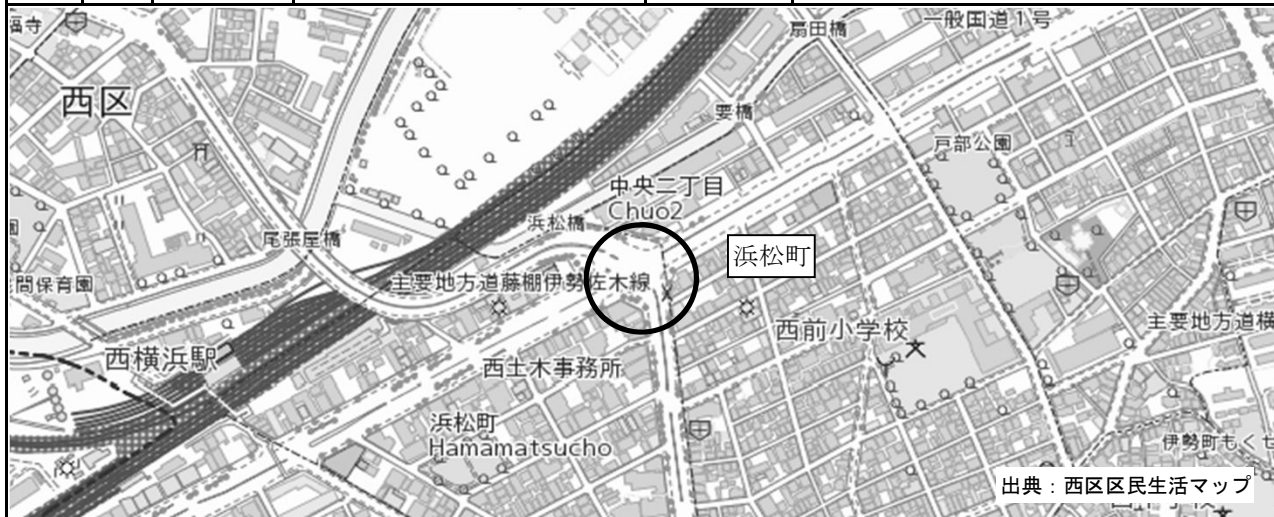 福寺
扇田橋
一般国道1号
西区
要橋
戸部公園
中央二丁目
Chuo2
浜松橋
尾張屋橋
浜松町
間保育園
主要地方道藤棚伊勢佐木線
主要地方道横
西前小学校
西横浜駅
西土木事務所
浜松町
Hamamatsucho
伊勢町もくせ
出典：西区区民生活マップ